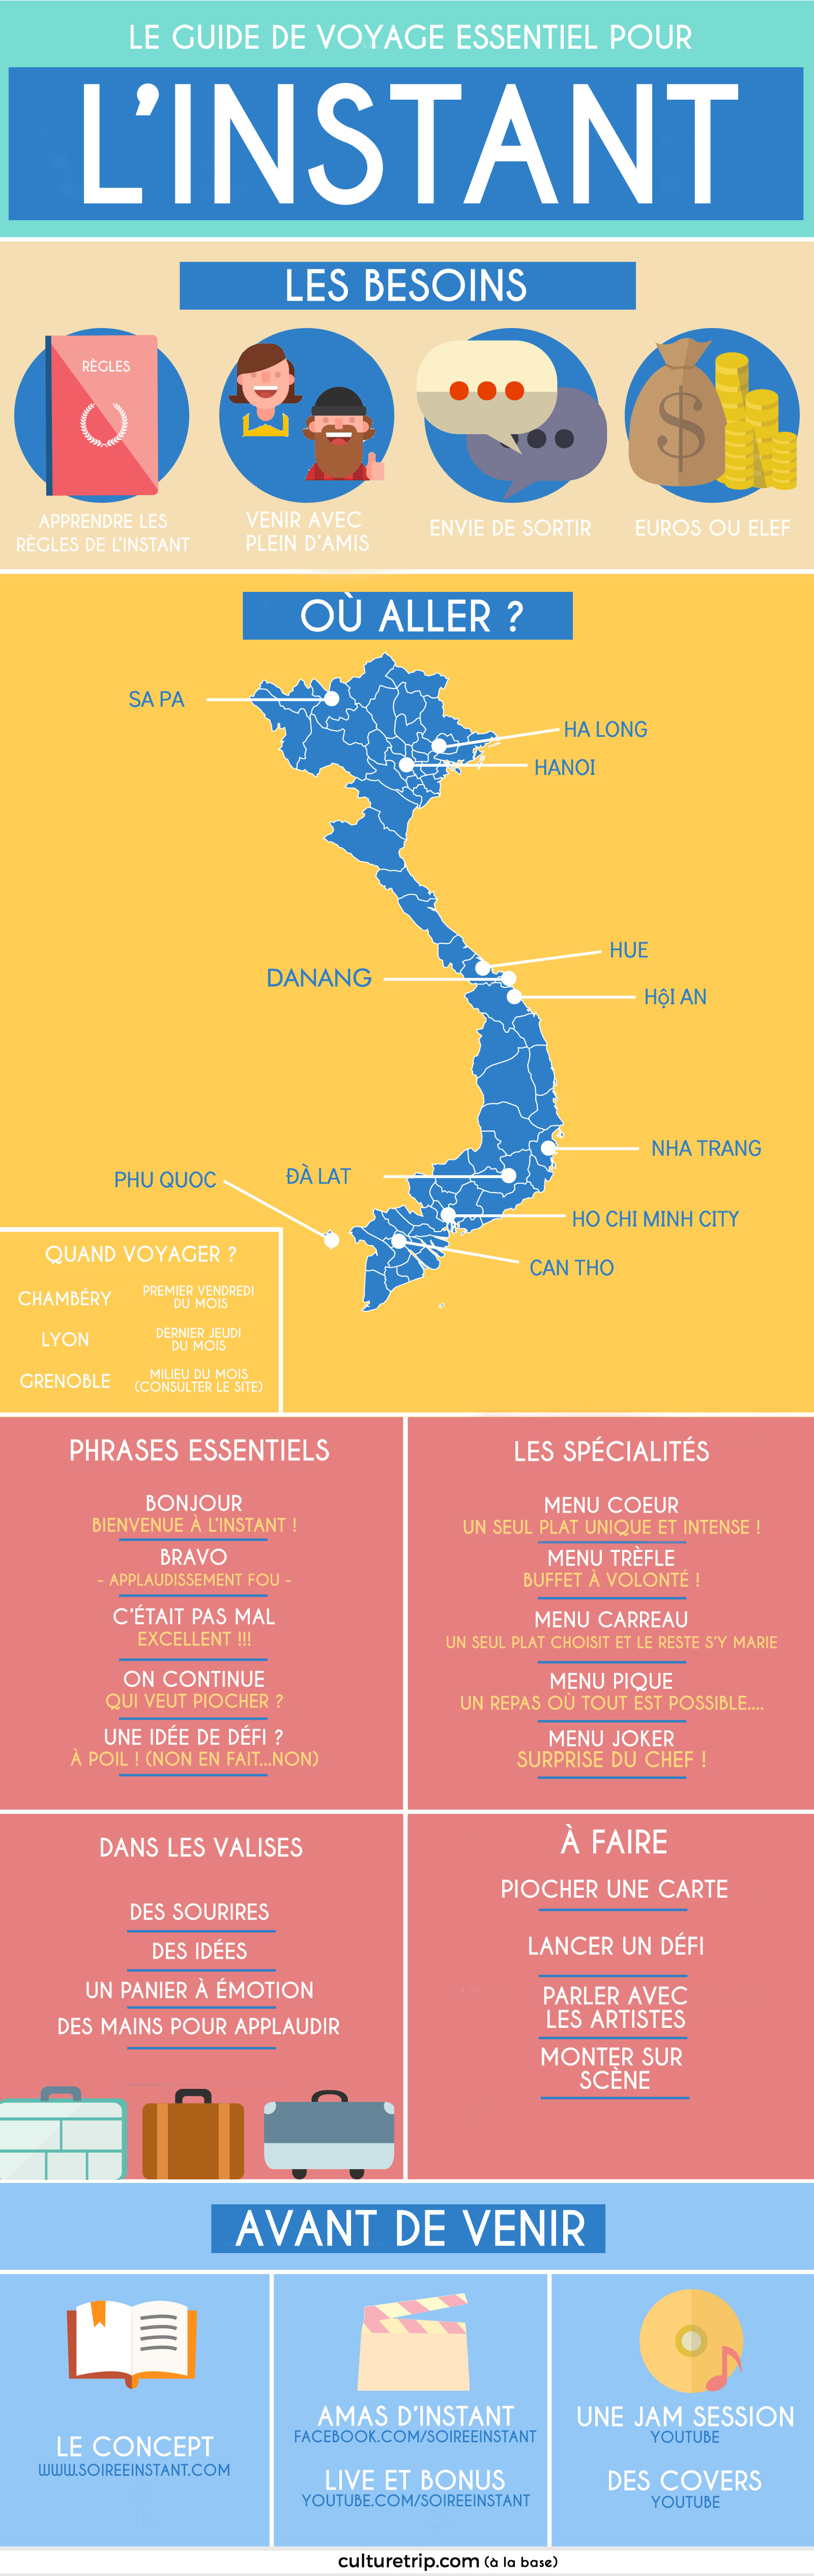 LE GUIDE DE VOYAGE ESSENTIEL POUR
L'INSTANT
LES BESOINS
RÈGLES
$
APPRENDRE LES
RÈGLES DE L'INSTANT
VENIR AVEC
PLEIN D'AMIS
ENVIE DE SORTIR
EUROS OU ELEF
OÙ ALLER ?
SA PA
HA LONG
HANOI
HUE
DANANG
HộI AN
NHA TRANG
PHU QUOC
ĐÀ LAT
HO CHI MINH CITY
CAN THO
QUAND VOYAGER ?
CHAMBÉRY
PREMIER VENDREDI
DU MOIS
LYON
DERNIER JEUDI
DU MOIS
GRENOBLE
MILIEU DU MOIS
(CONSULTER LE SITE)
PHRASES ESSENTIELS
BONJOUR
BIENVENUE À L'INSTANT !
BRAVO
- APPLAUDISSEMENT FOU -
C'ÉTAIT PAS MAL
EXCELLENT !!!
ON CONTINUE
QUI VEUT PIOCHER ?
UNE IDÉE DE DÉFI ?
À POIL ! (NON EN FAIT...NON)
LES SPÉCIALITÉS
MENU COEUR
UN SEUL PLAT UNIQUE ET INTENSE !
MENU TRÈFLE
BUFFET À VOLONTÉ !
MENU CARREAU
UN SEUL PLAT CHOISIT ET LE RESTE S'Y MARIE
MENU PIQUE
UN REPAS OÙ TOUT EST POSSIBLE....
MENU JOKER
SURPRISE DU CHEF !
DANS LES VALISES
DES SOURIRES
DES IDÉES
UN PANIER À ÉMOTION
DES MAINS POUR APPLAUDIR
À FAIRE
PIOCHER UNE CARTE
LANCER UN DÉFI
PARLER AVEC
LES ARTISTES
MONTER SUR
SCÈNE
AVANT DE VENIR
LE CONCEPT
WWW.SOIREEINSTANT.COM
AMAS D'INSTANT
FACEBOOK.COM/SOIREEINSTANT
LIVE ET BONUS
YOUTUBE.COM/SOIREEINSTANT
UNE JAM SESSION
YOUTUBE
DES COVERS
YOUTUBE
culturetrip.com (à la base)